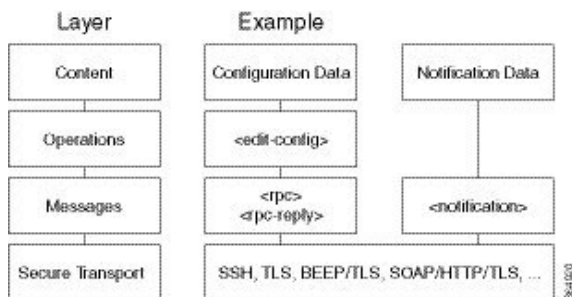 Layer Example
Content Configuration Data Notification Data
Operations <edit-config>
Messages <rpc> <notification>
<rpc-reply>
Secure Transport SSH, TLS, BEEP/TLS, SOAP/HTTP/TLS, ...